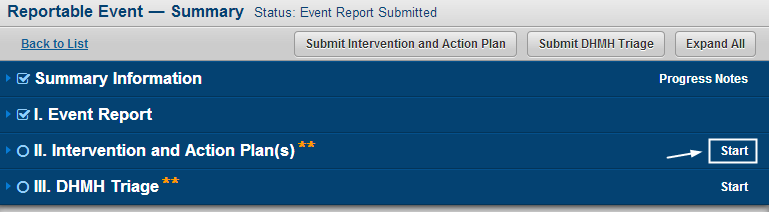 Reportable Event — Summary Status: Event Report Submitted
Back to List Submit Intervention and Action Plan Submit DHMH Triage Expand All
Summary Information Progress Notes
I. Event Report
II. Intervention and Action Plan(s) ** Start
III. DHMH Triage ** Start